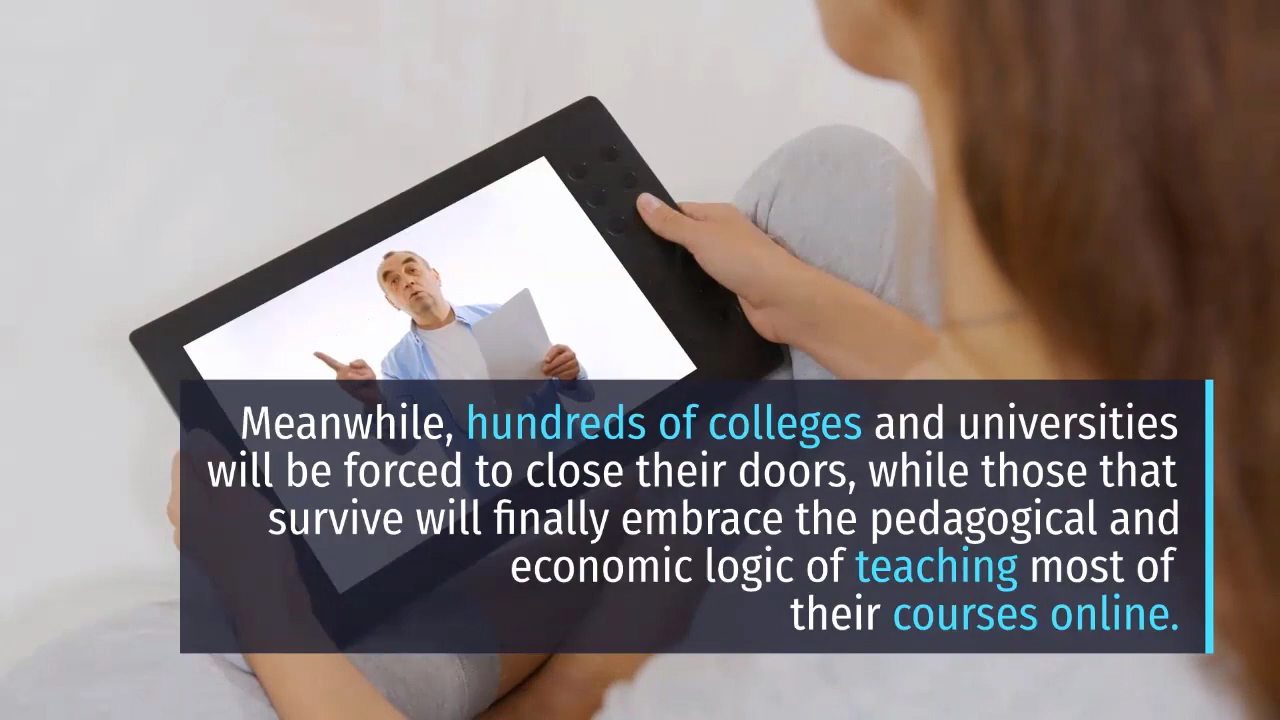 Meanwhile, hundreds of colleges and universities
will be forced to close their doors, while those that
survive will finally embrace the pedagogical and
economic logic of teaching most of
their courses online.